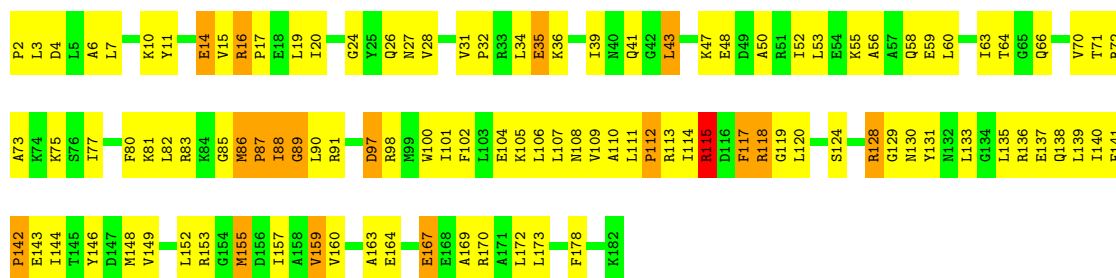 P2 L3 D4 L5 A6 L7 K10 Y11 E14 V15 R16 P17 E18 L19 I20 G24 Y25 Q26 N27 V28 V31 P32 R33 L34 E35 K36 I39 N40 Q41 G42 L43 K47 E48 D49 A50 R51 I52 L53 E54 K55 A56 A57 Q58 E59 L60 I63 T64 G65 Q66 V70 T71
A73 K74 K75 S76 I77 F80 K81 L82 R83 K84 G85 M86 P87 I88 G89 L90 R91 D97 R98 M99 W100 I101 F102 L103 E104 K105 L106 L107 N108 V109 A110 L111 P112 R113 I114 R115 D116 F117 R118 G119 L120 S124 R128 G129 N130 Y131 N132 L133 G134 L135 R136 E137 Q138 L139 I140
P142 E143 I144 T145 Y146 D147 M148 V149 L152 R153 G154 M155 D156 I157 A158 V159 V160 A163 E164 E167 E168 A169 R170 A171 L172 L173 F178 K182